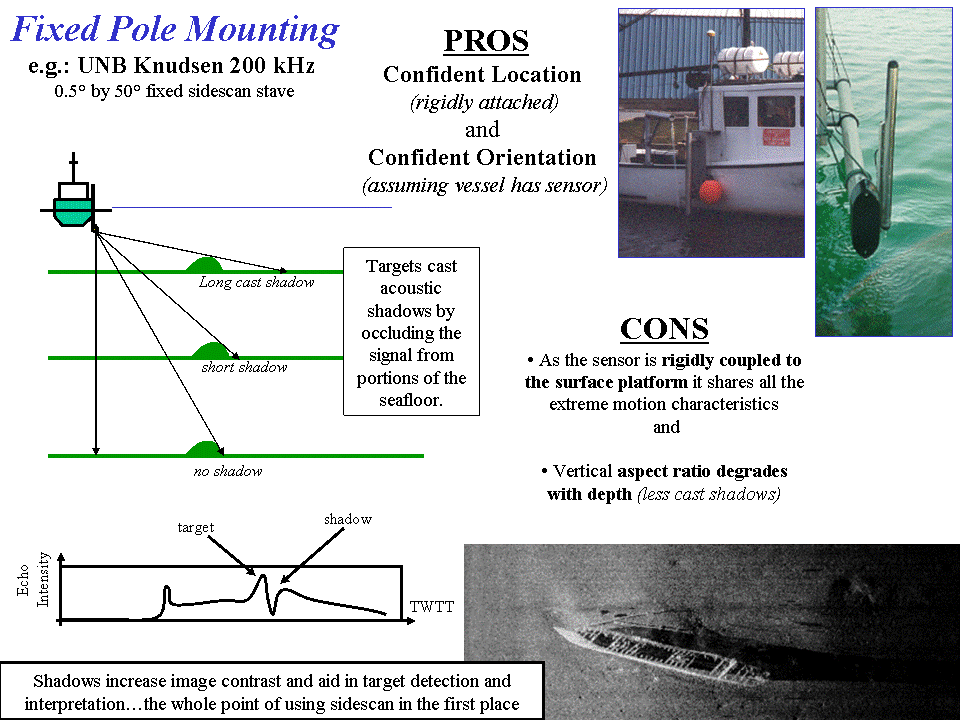 Fixed Pole Mounting
e.g.: UNB Knudsen 200 kHz
0.5° by 50° fixed sidescan stave
PROS
Confident Location
(rigidly attached)
and
Confident Orientation
(assuming vessel has sensor)
Long cast shadow
short shadow
no shadow
Targets cast
acoustic
shadows by
occluding the
signal from
portions of the
seafloor.
CONS
• As the sensor is rigidly coupled to
the surface platform it shares all the
extreme motion characteristics
and
• Vertical aspect ratio degrades
with depth (less cast shadows)
target
shadow
Echo
Intensity
TWTT
Shadows increase image contrast and aid in target detection and
interpretation…the whole point of using sidescan in the first place